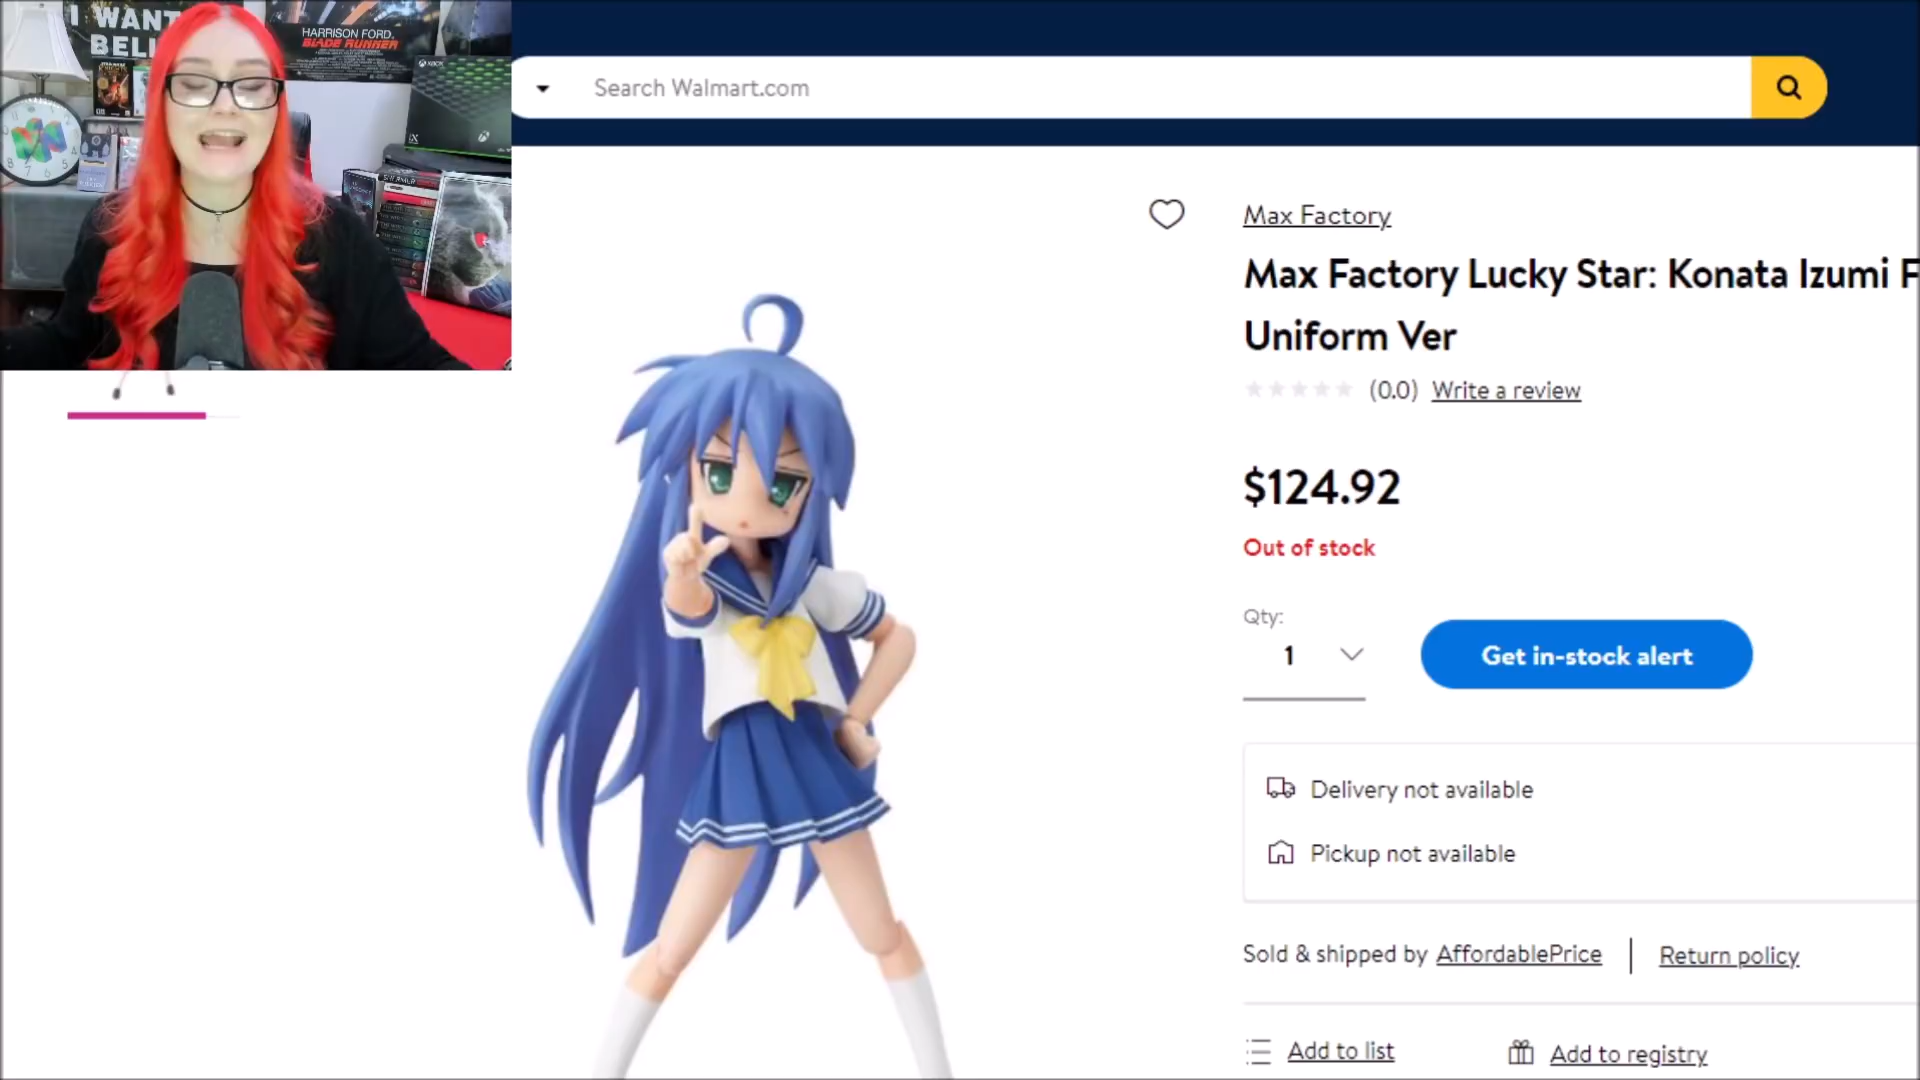 I WANT
BELI
HARRISON FORD.
BLADE RUNNER
XBOX
Search Walmart.com
Max Factory
Max Factory Lucky Star: Konata Izumi F
Uniform Ver
(0.0) Write a review
$124.92
Out of stock
Qty:
1
Get in-stock alert
Delivery not available
Pickup not available
Sold & shipped by AffordablePrice | Return policy
Add to list
Add to registry